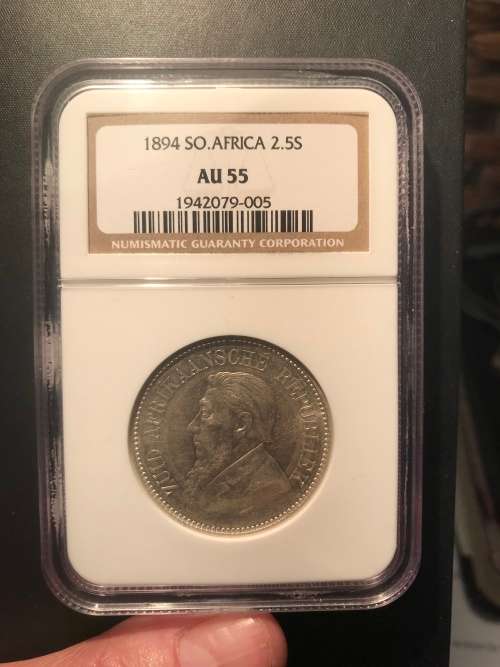 1894 SO.AFRICA 2.5S
AU 55
1942079-005
NUMISMATIC GUARANTY CORPORATION
ZUID AFRIKAANSCHE REPUBLIEK